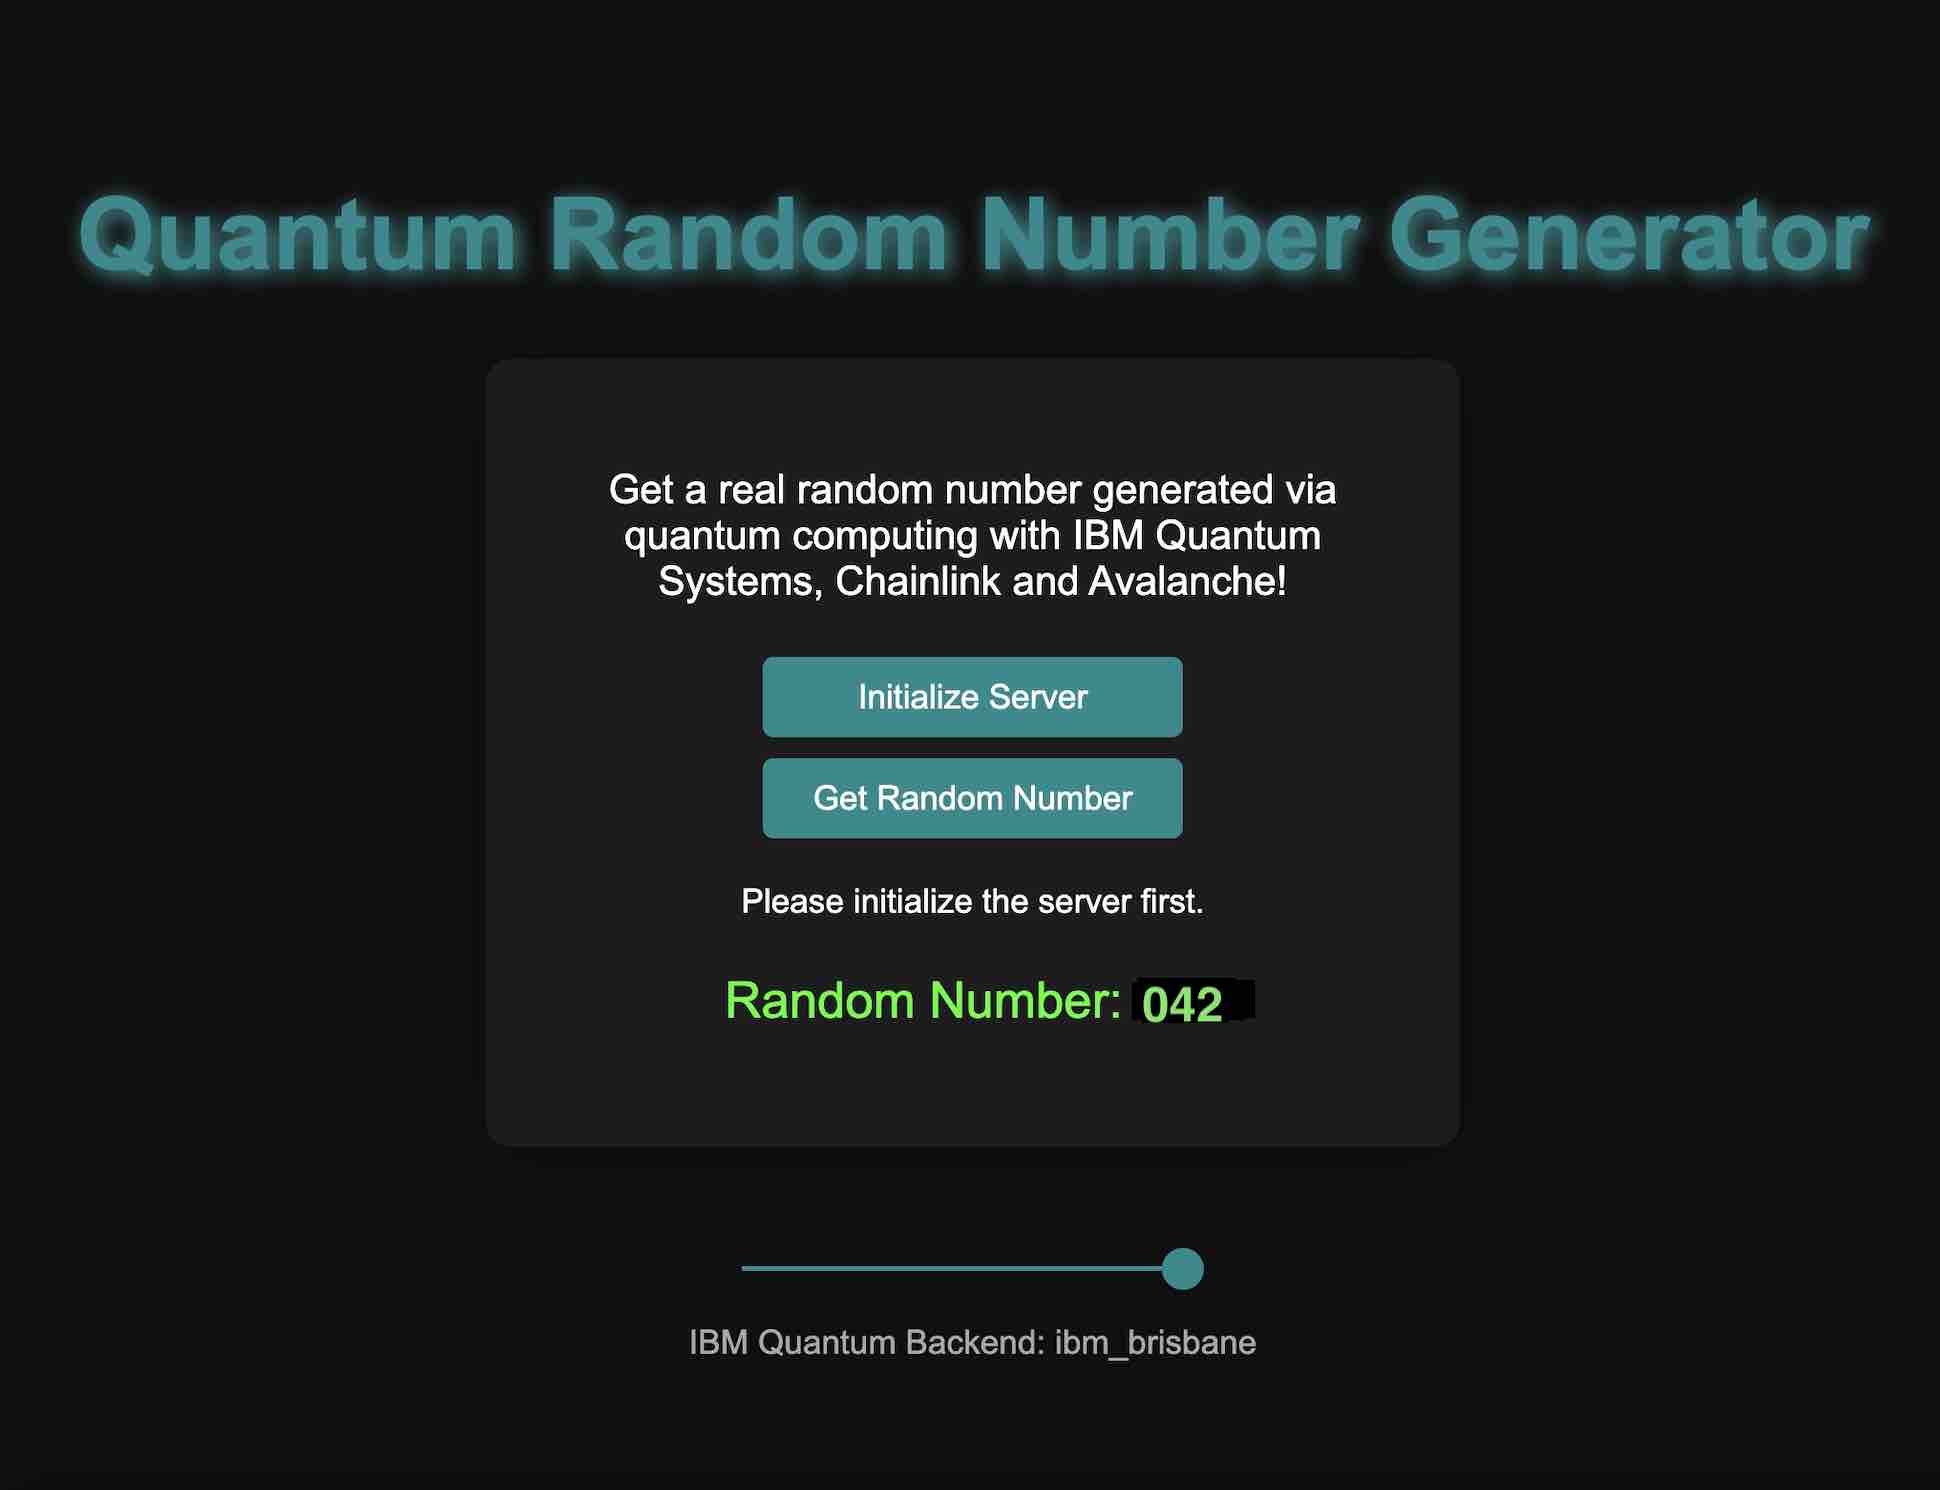 Quantum Random Number Generator
Get a real random number generated via
quantum computing with IBM Quantum
Systems, Chainlink and Avalanche!
Initialize Server
Get Random Number
Please initialize the server first.
Random Number: 042
IBM Quantum Backend: ibm_brisbane